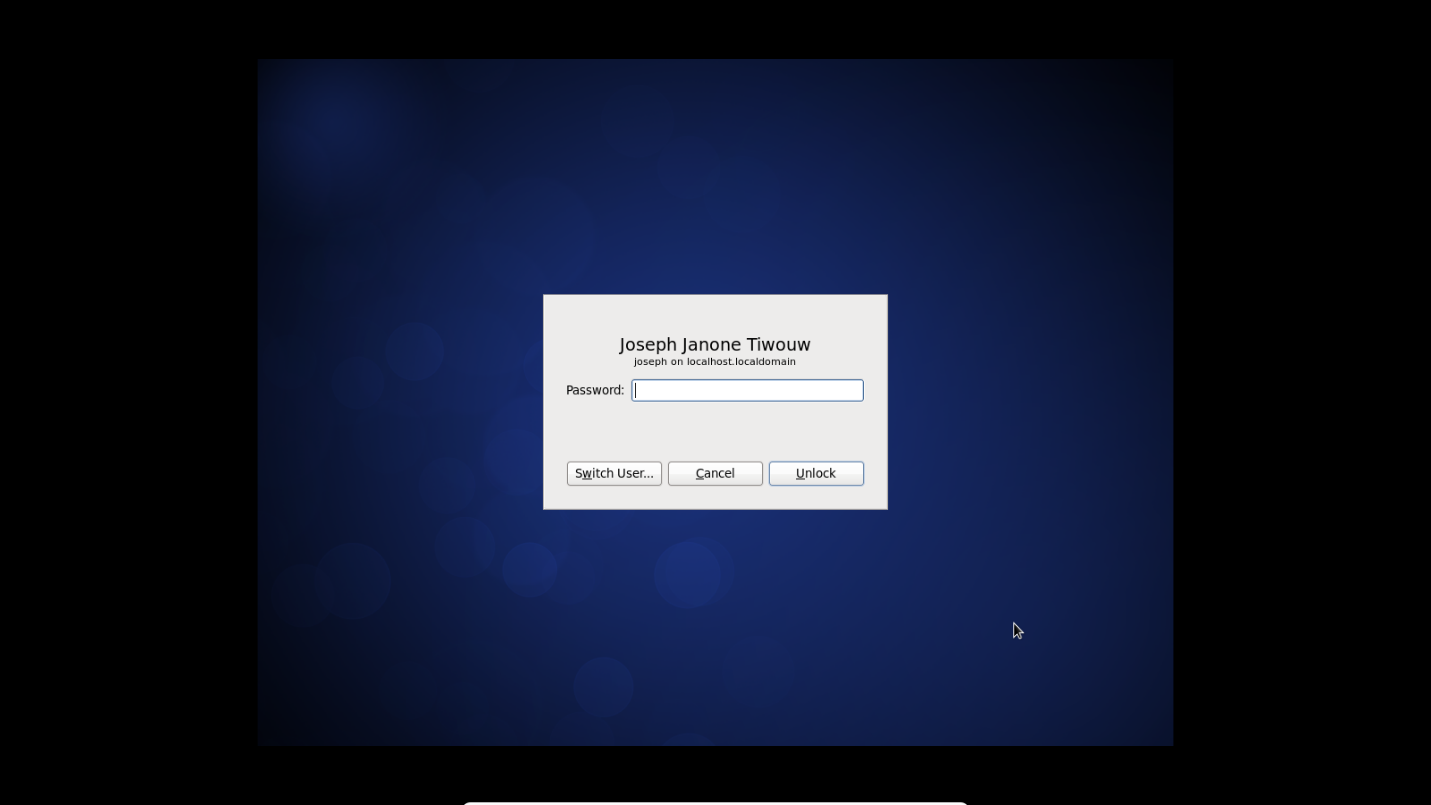 Joseph Janone Tiwouw
joseph on localhost.localdomain
Password:
Switch User... Cancel Unlock